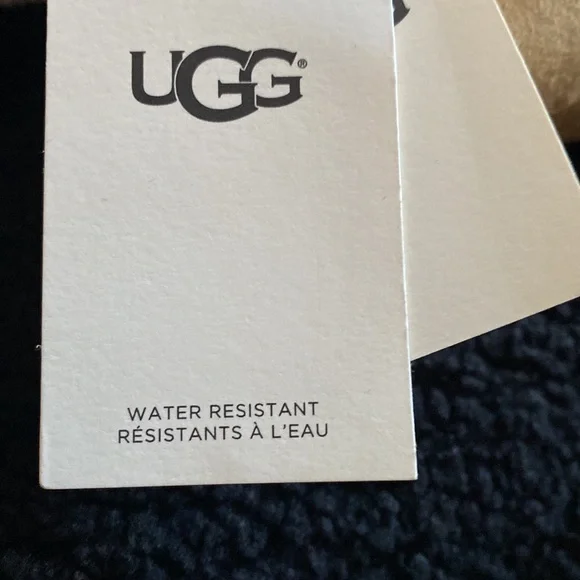 UGG®
WATER RESISTANT
RÉSISTANTS À L'EAU